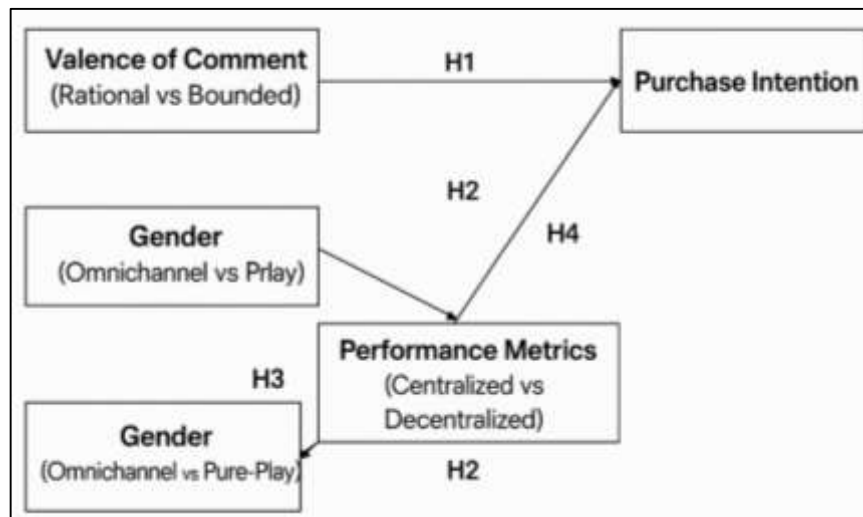 Valence of Comment
(Rational vs Bounded)
H1
Purchase Intention
H2
H4
Gender
(Omnichannel vs Prlay)
Performance Metrics
(Centralized vs
Decentralized)
H3
Gender
(Omnichannel vs Pure-Play)
H2